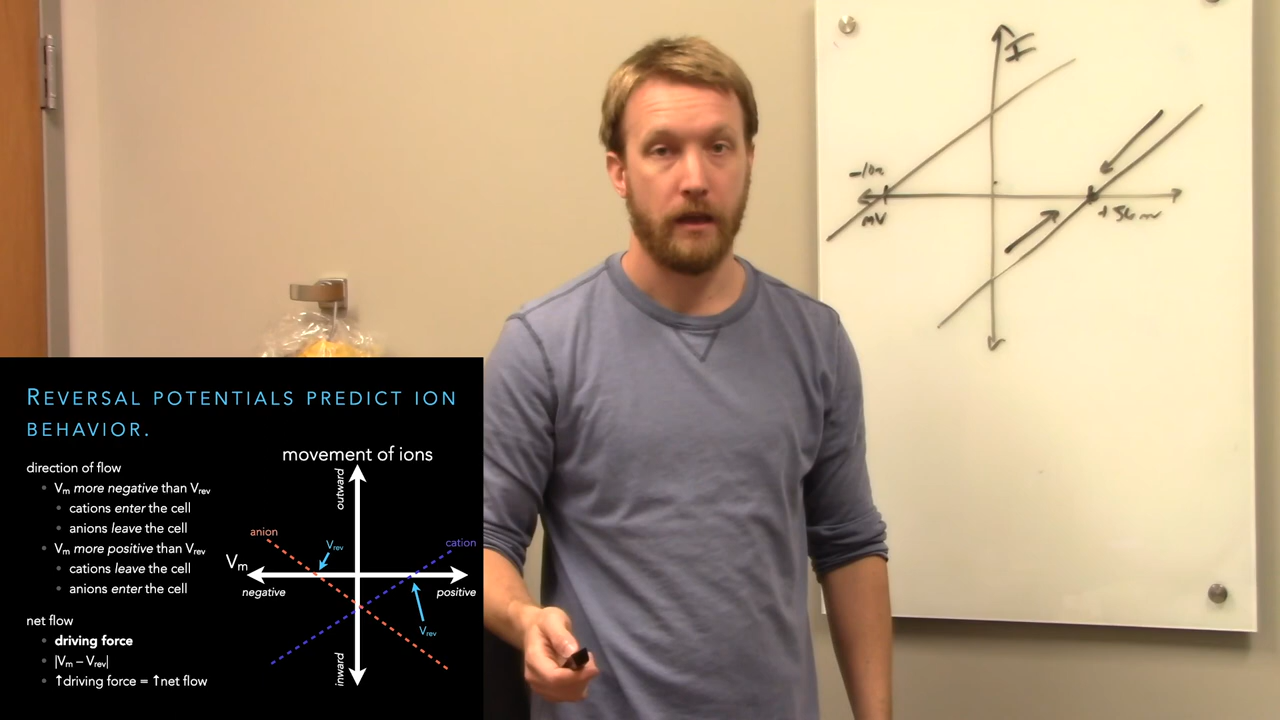 REVERSAL POTENTIALS PREDICT ION
BEHAVIOR.
direction of flow
• Vm more negative than Vrev
• cations enter the cell
• anions leave the cell
• Vm more positive than Vrev
• cations leave the cell
• anions enter the cell
net flow
• driving force
• |Vm – Vrev|
• ↑driving force = ↑net flow
movement of ions
outward
anion
Vrev
cation
Vm
negative
positive
Vrev
inward
I
mV